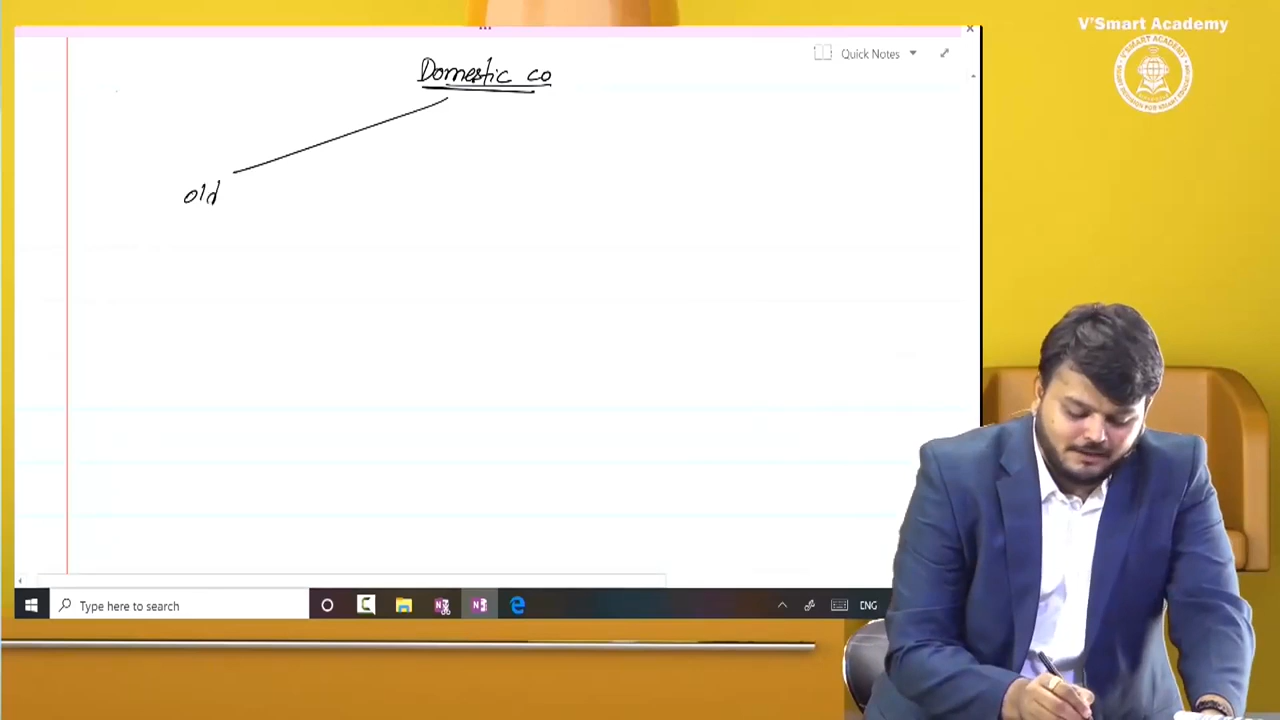 V'Smart Academy
Quick Notes
Domestic co
old
Type here to search
ENG